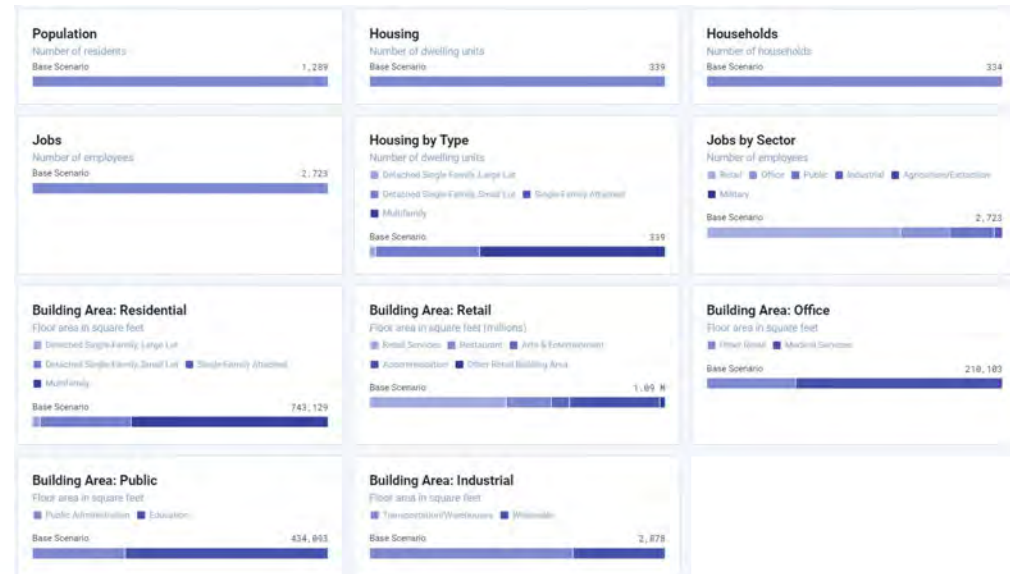 Population
Number of residents
Base Scenario 1,289
Housing
Number of dwelling units
Base Scenario 339
Households
Number of households
Base Scenario 334
Jobs
Number of employees
Base Scenario 2,723
Housing by Type
Number of dwelling units
Detached Single Family Large Lot
Detached Single Family Small Lot Single Family Attached
Multifamily
Base Scenario 339
Jobs by Sector
Number of employees
Retail Office Public Industrial Agriculture/Extraction
Military
Base Scenario 2,723
Building Area: Residential
Floor area in square feet
Detached Single Family Large Lot
Detached Single Family Small Lot Single Family Attached
Multifamily
Base Scenario 743,129
Building Area: Retail
Floor area in square feet (millions)
Retail Services Restaurant Arts & Entertainment
Accommodation Other Retail Building Area
Base Scenario 1.09 M
Building Area: Office
Floor area in square feet
Other Retail Medical Services
Base Scenario 210,103
Building Area: Public
Floor area in square feet
Public Administration Education
Base Scenario 434,093
Building Area: Industrial
Floor area in square feet
Transportation/Warehouses Wholesale
Base Scenario 2,878